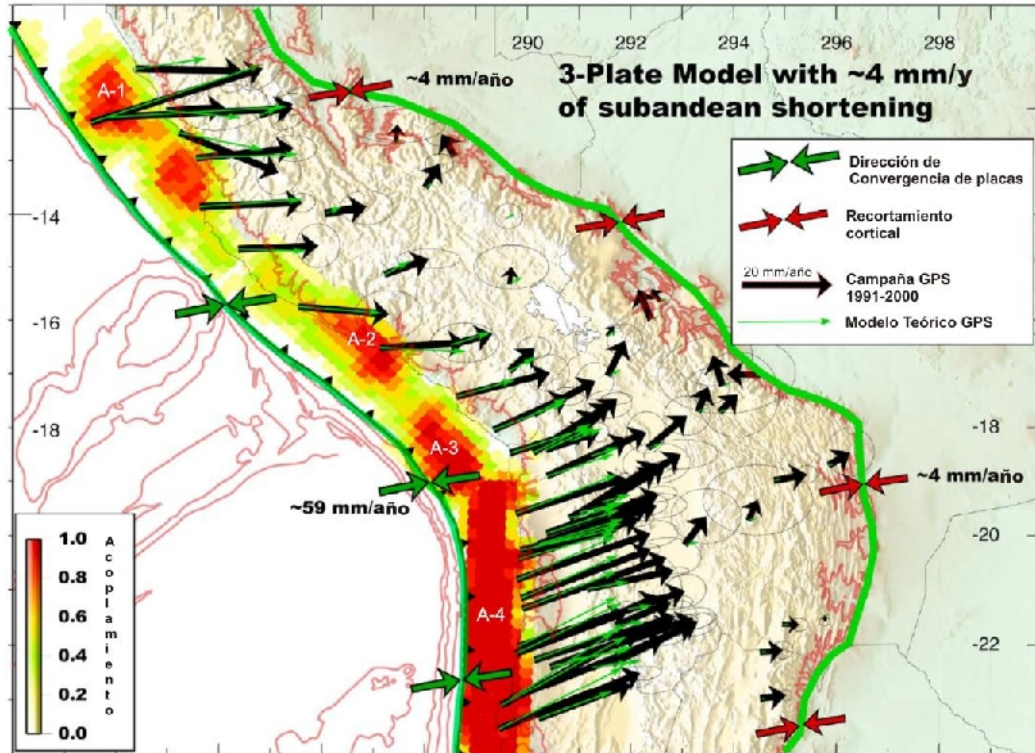 290
292
294
296
298
3-Plate Model with ~4 mm/y
of subandean shortening
~4 mm/año
A-1
Dirección de
Convergencia de placas
Recortamiento
cortical
20 mm/año
Campaña GPS
1991-2000
Modelo Teórico GPS
-14
-16
A-2
-18
-18
A-3
~4 mm/año
~59 mm/año
-20
A-4
-22
1.0
0.8
0.6
0.4
0.2
0.0
Acoplamiento